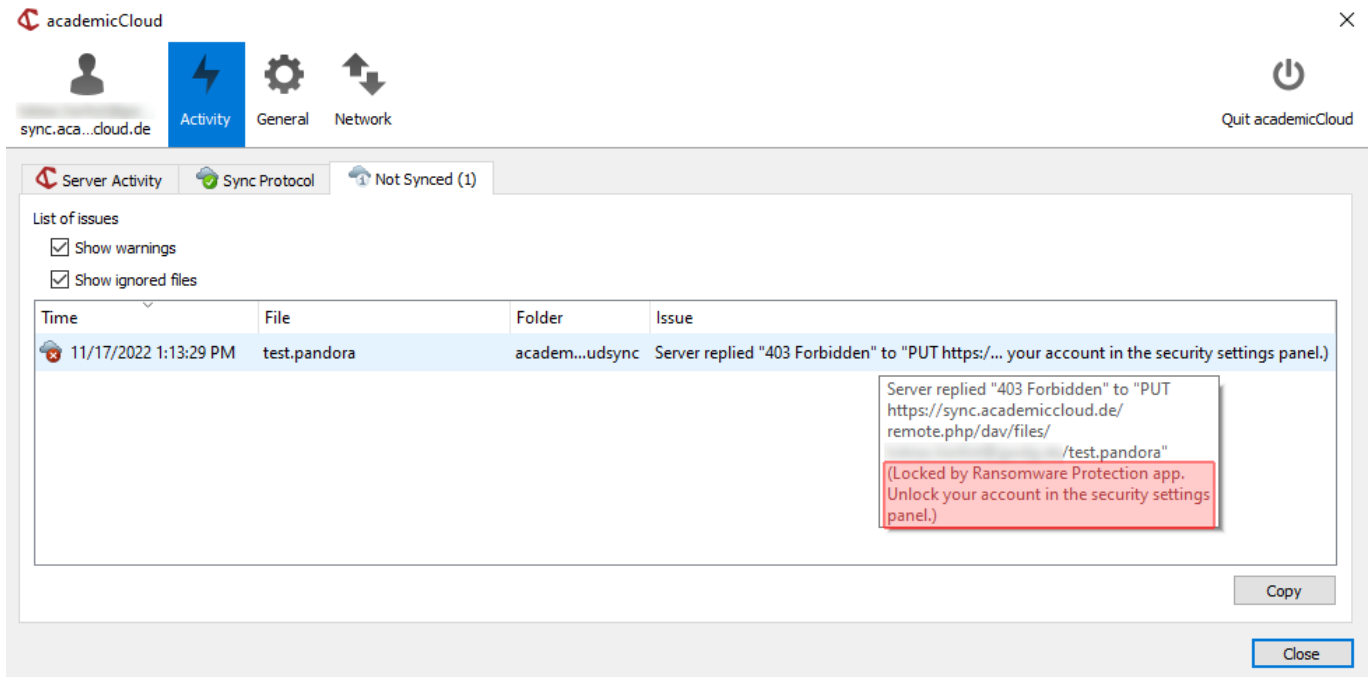 academicCloud
sync.aca...cloud.de
Activity
General
Network
Quit academicCloud
Server Activity
Sync Protocol
Not Synced (1)
List of issues
Show warnings
Show ignored files
Time File Folder Issue
11/17/2022 1:13:29 PM test.pandora academ...udsync Server replied "403 Forbidden" to "PUT https:/... your account in the security settings panel.)
Server replied "403 Forbidden" to "PUT
https://sync.academiccloud.de/
remote.php/dav/files/
/test.pandora"
(Locked by Ransomware Protection app.
Unlock your account in the security settings
panel.)
Copy
Close